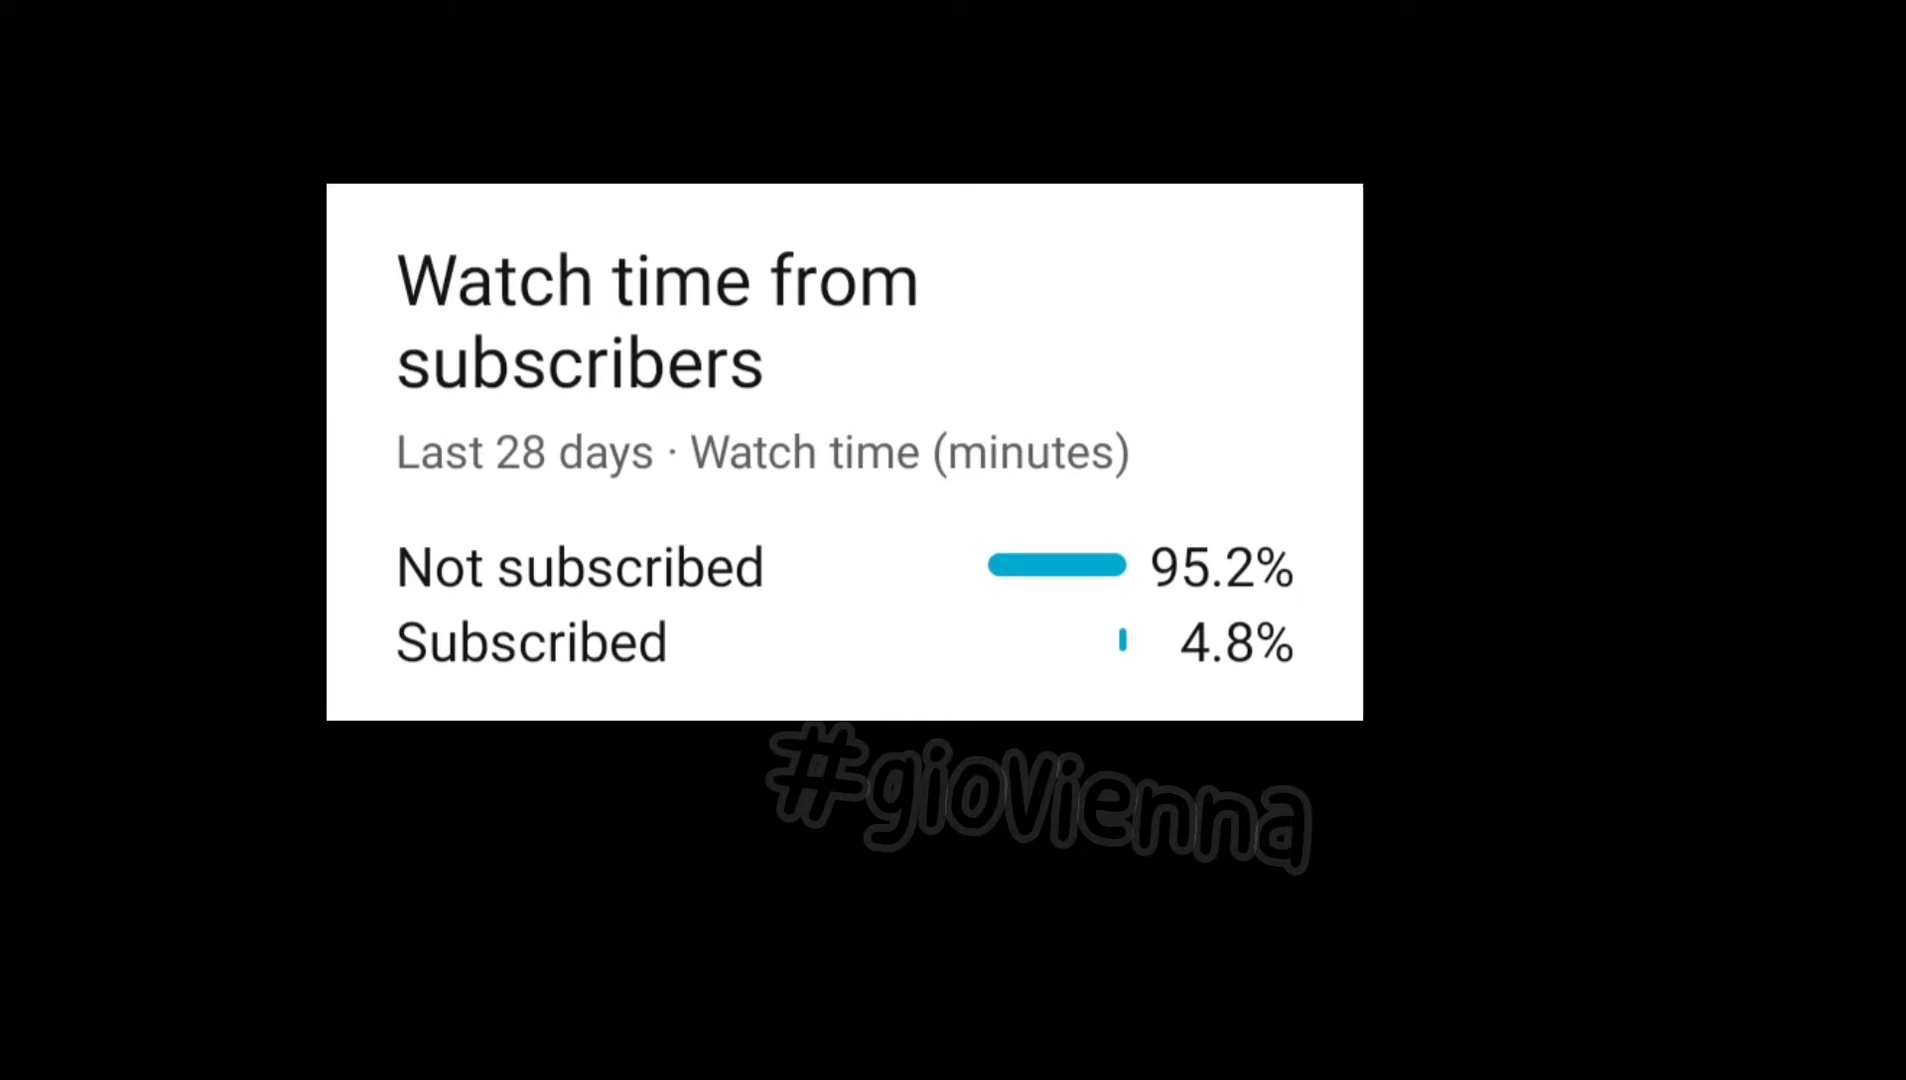 Watch time from
subscribers
Last 28 days · Watch time (minutes)
Not subscribed 95.2%
Subscribed 4.8%
#gioVienna